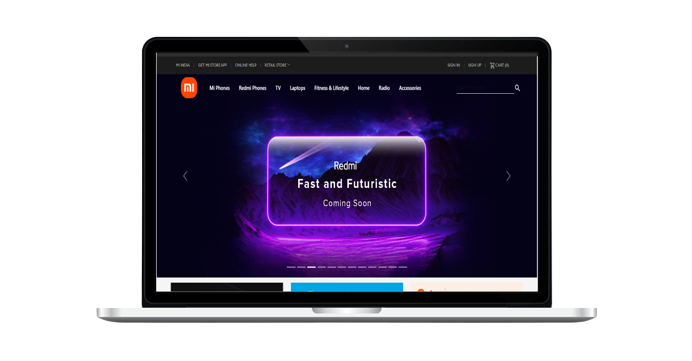 MI INDIA GET MI STORE APP ONLINE HELP RETAIL STORE SIGN IN SIGN UP CART (0)
mi Mi Phones Redmi Phones TV Laptops Fitness & Lifestyle Home Radio Accessories
Redmi
Fast and Futuristic
Coming Soon